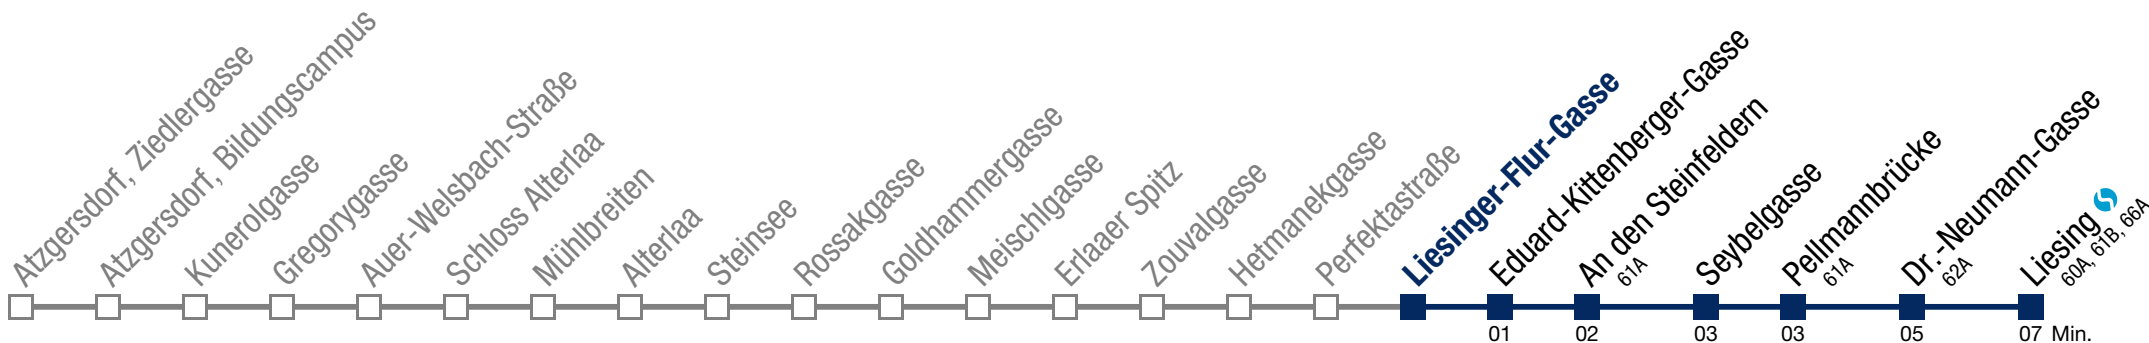 Atzgersdorf, Ziedlergasse
Atzgersdorf, Bildungscampus
Kunerolgasse
Gregorygasse
Auer-Welsbach-Straße
Schloss Alterlaa
Mühlbreiten
Alterlaa
Steinsee
Rossakgasse
Goldhammergasse
Meischlgasse
Erlaaer Spitz
Zouvalgasse
Hetmanekgasse
Perfektastraße
Liesinger-Flur-Gasse
Eduard-Kittenberger-Gasse
An den Steinfeldern
61A
Seybelgasse
Pellmannbrücke
61A
Dr.-Neumann-Gasse
62A
Liesing
60A, 61B, 66A
01 02 03 03 05 07 Min.